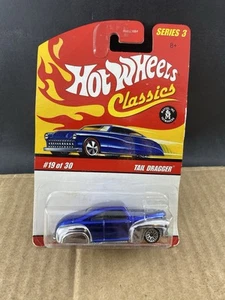 SERIES 3
Hot Wheels
Classics
#19 of 30
TAIL DRAGGER